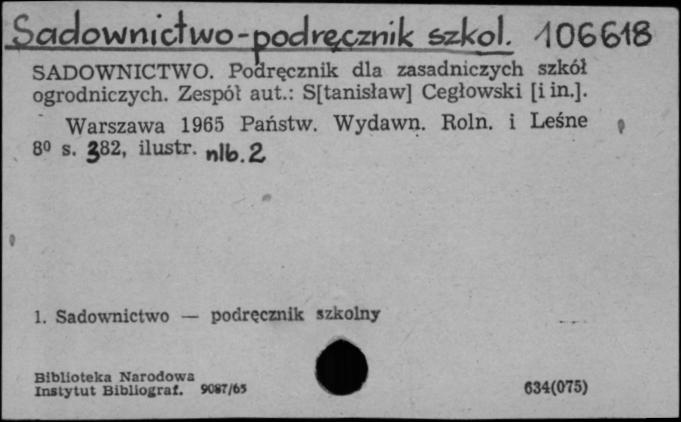 Sadownictwo-podręcznik szkol. 106618
SADOWNICTWO. Podręcznik dla zasadniczych szkół
ogrodniczych. Zespół aut.: S[tanisław] Cegłowski [i in.].
Warszawa 1965 Państw. Wydawn. Roln. i Leśne
8⁰ s. 382, ilustr. nlb. 2
1. Sadownictwo — podręcznik szkolny
Biblioteka Narodowa
Instytut Bibliograf. 9087/65 634(075)